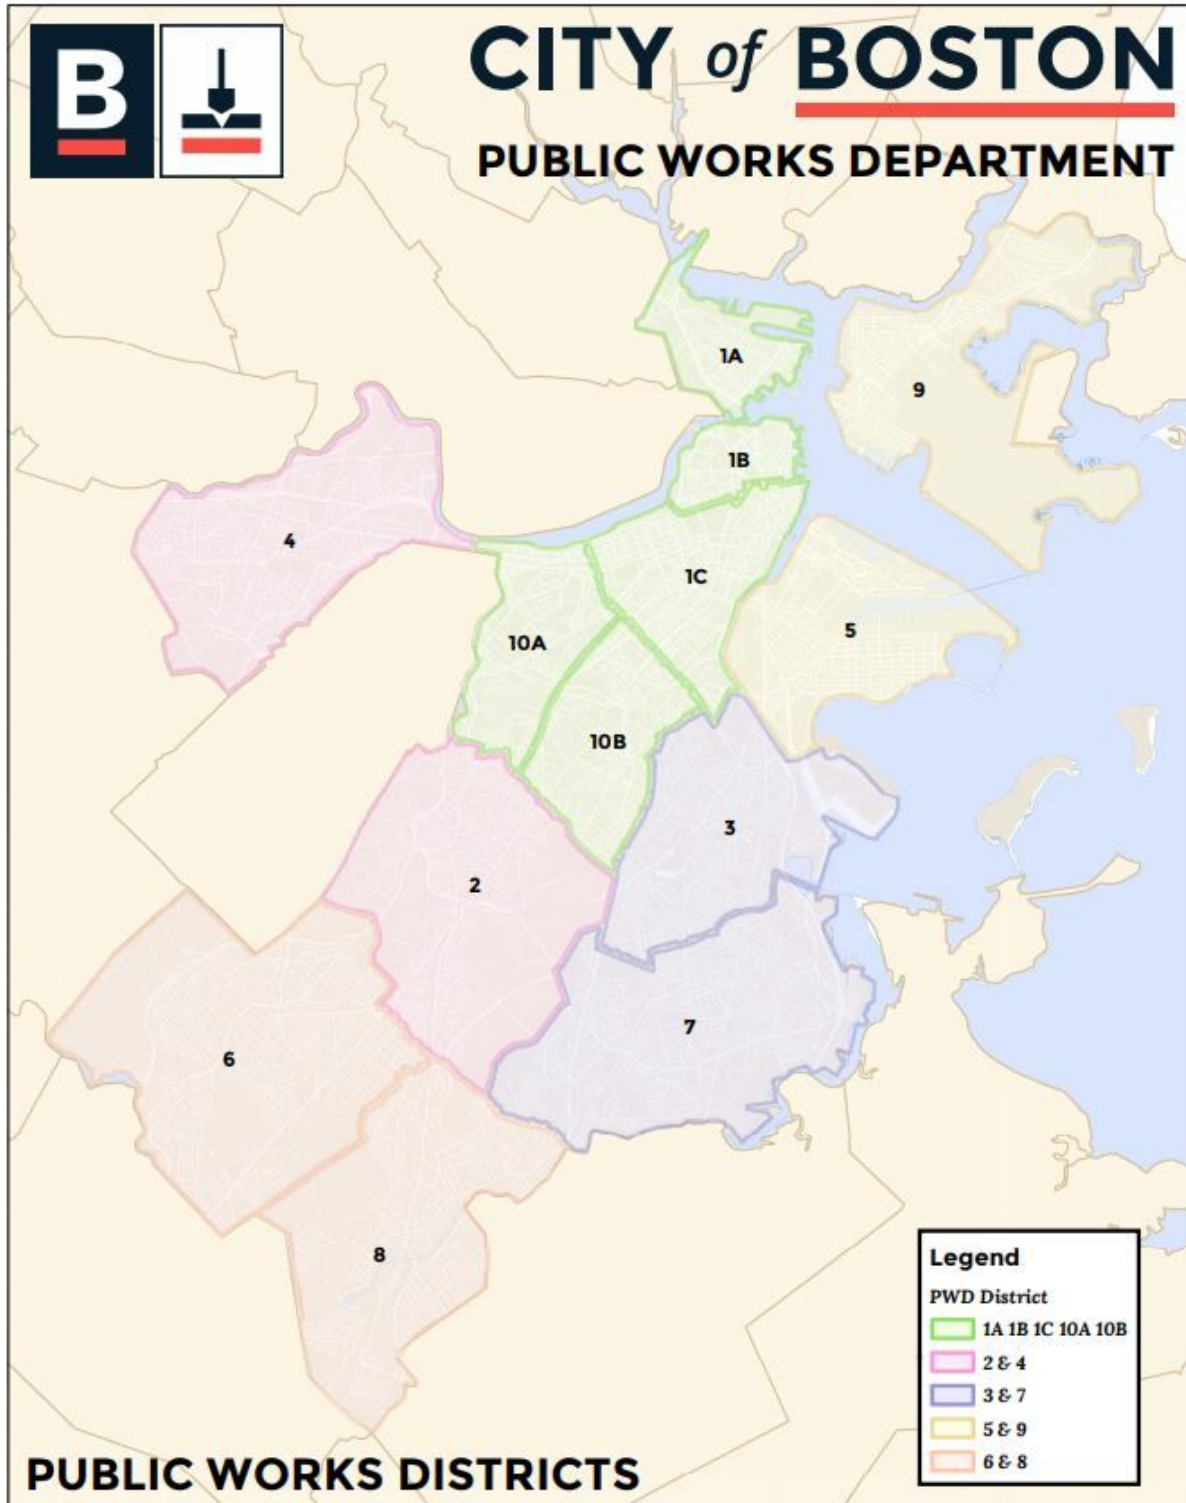 B
CITY of BOSTON
PUBLIC WORKS DEPARTMENT
1A
9
1B
4
1C
5
10A
10B
3
2
7
6
8
Legend
PWD District
1A 1B 1C 10A 10B
2 & 4
3 & 7
5 & 9
6 & 8
PUBLIC WORKS DISTRICTS